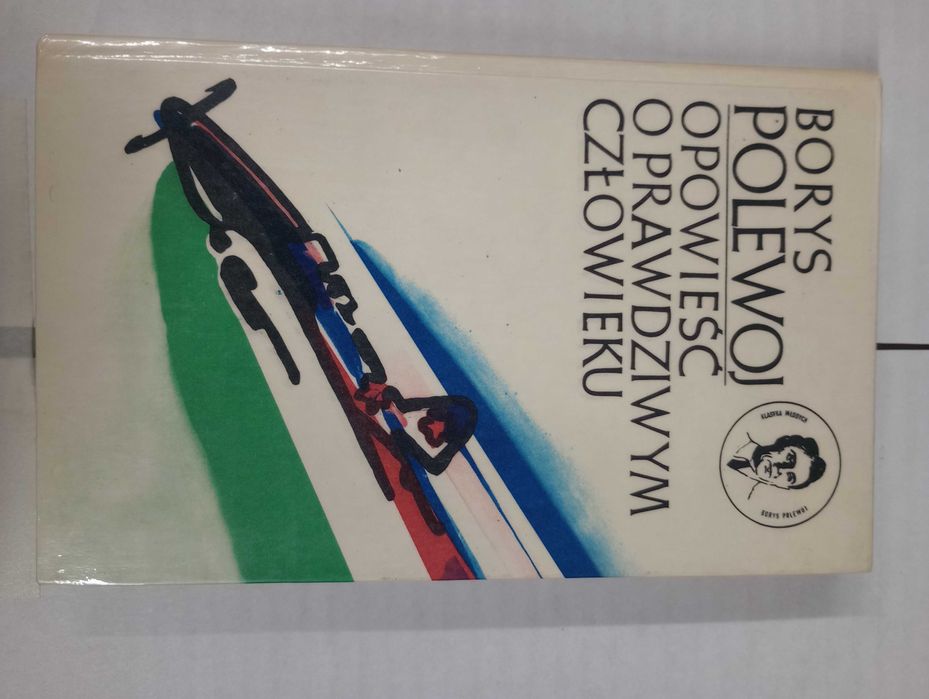 BORYS
POLEWOJ
OPOWIEŚĆ
O PRAWDZIWYM
CZŁOWIEKU
KLASYKA MŁODYCH
BORYS POLEWOJ